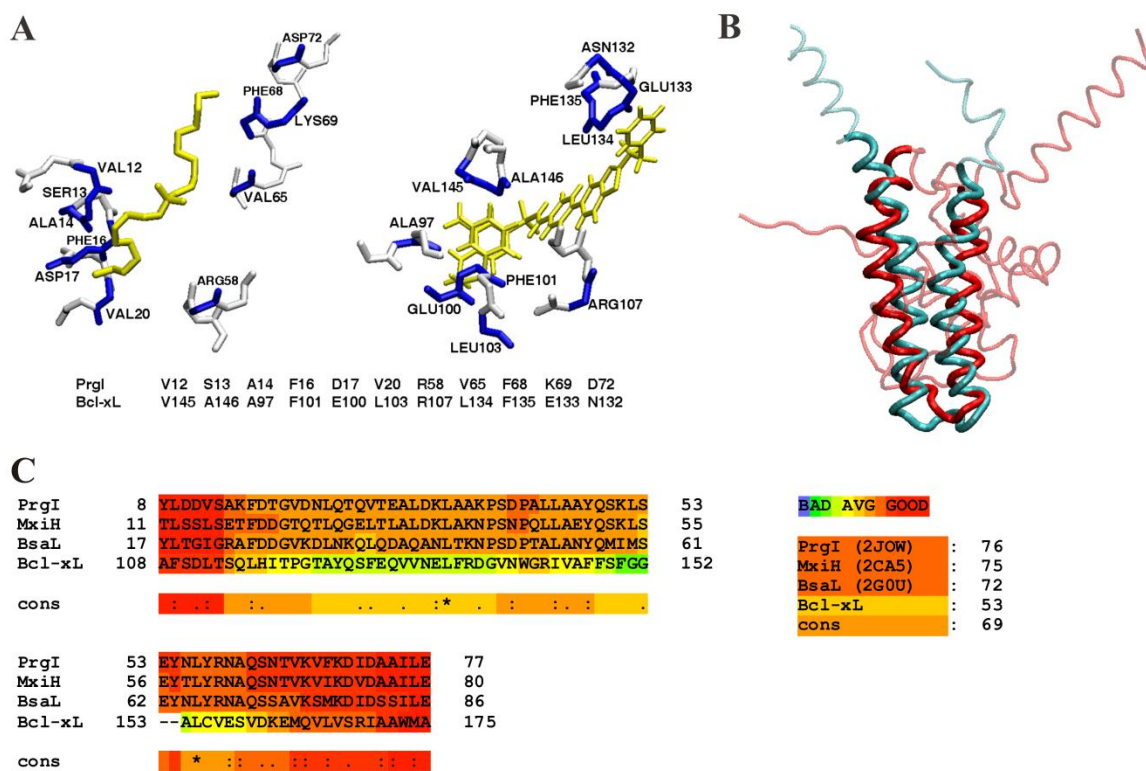 A
ASP72
PHE68
LYS69
VAL12
SER13
ALA14
PHE16
ASP17
VAL20
VAL65
ARG58
ASN132
GLU133
PHE135
LEU134
VAL145
ALA146
ALA97
PHE101
GLU100
ARG107
LEU103
PrgI V12 S13 A14 F16 D17 V20 R58 V65 F68 K69 D72
Bcl-xL V145 A146 A97 F101 E100 L103 R107 L134 F135 E133 N132
B
C
PrgI 8 YLDDVSAKFDTGVDNLQTQVTEALDKLAAKPSDPALLAAYQSKLS 53
MxiH 11 TLSSLSETFDDGTQTLQGELTLALDKLAKNPSNPQLLAEYQSKLS 55
BsaL 17 YLTGIGRAFDDGVKDLNKQLQDAQANLTKNPSDPTALANYQMIMS 61
Bcl-xL 108 AFSDLTSQLHITPGTAYQSFEQVVNELFRDGVNWGRIVAFFSFGG 152
cons : .: :. . . . :* . : : . . . .
PrgI 53 EYNLYRNAQSNTVKVFKDIDAAILE 77
MxiH 56 EYTLYRNAQSNTVKVIKDVDAAILE 80
BsaL 62 EYNLYRNAQSSAVKSMKDIDSSILE 86
Bcl-xL 153 --ALCVESVDKEMQVLVSRIAAWMA 175
cons * :: .. :: . . : :
BAD AVG GOOD
PrgI (2JOW) : 76
MxiH (2CA5) : 75
BsaL (2G0U) : 72
Bcl-xL : 53
cons : 69